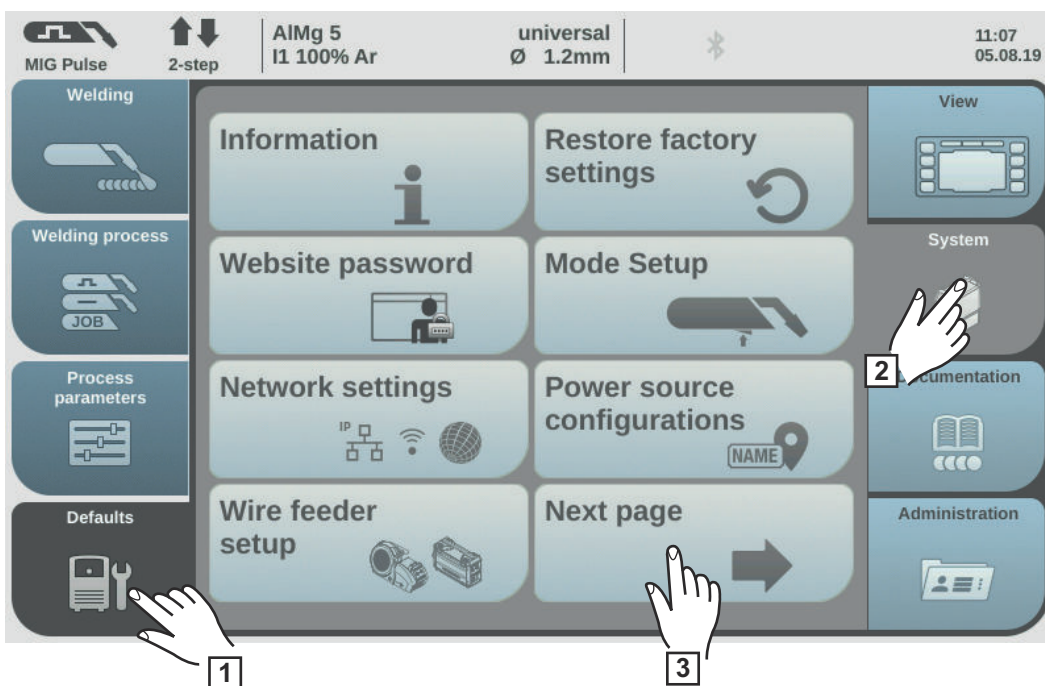 MIG Pulse
2-step
AlMg 5
I1 100% Ar
universal
Ø 1.2mm
11:07
05.08.19
Welding
Welding process
JOB
Process
parameters
Defaults
1
Information
Restore factory
settings
Website password
Mode Setup
Network settings
IP
Power source
configurations
NAME
Wire feeder
setup
Next page
3
View
System
2
Documentation
Administration